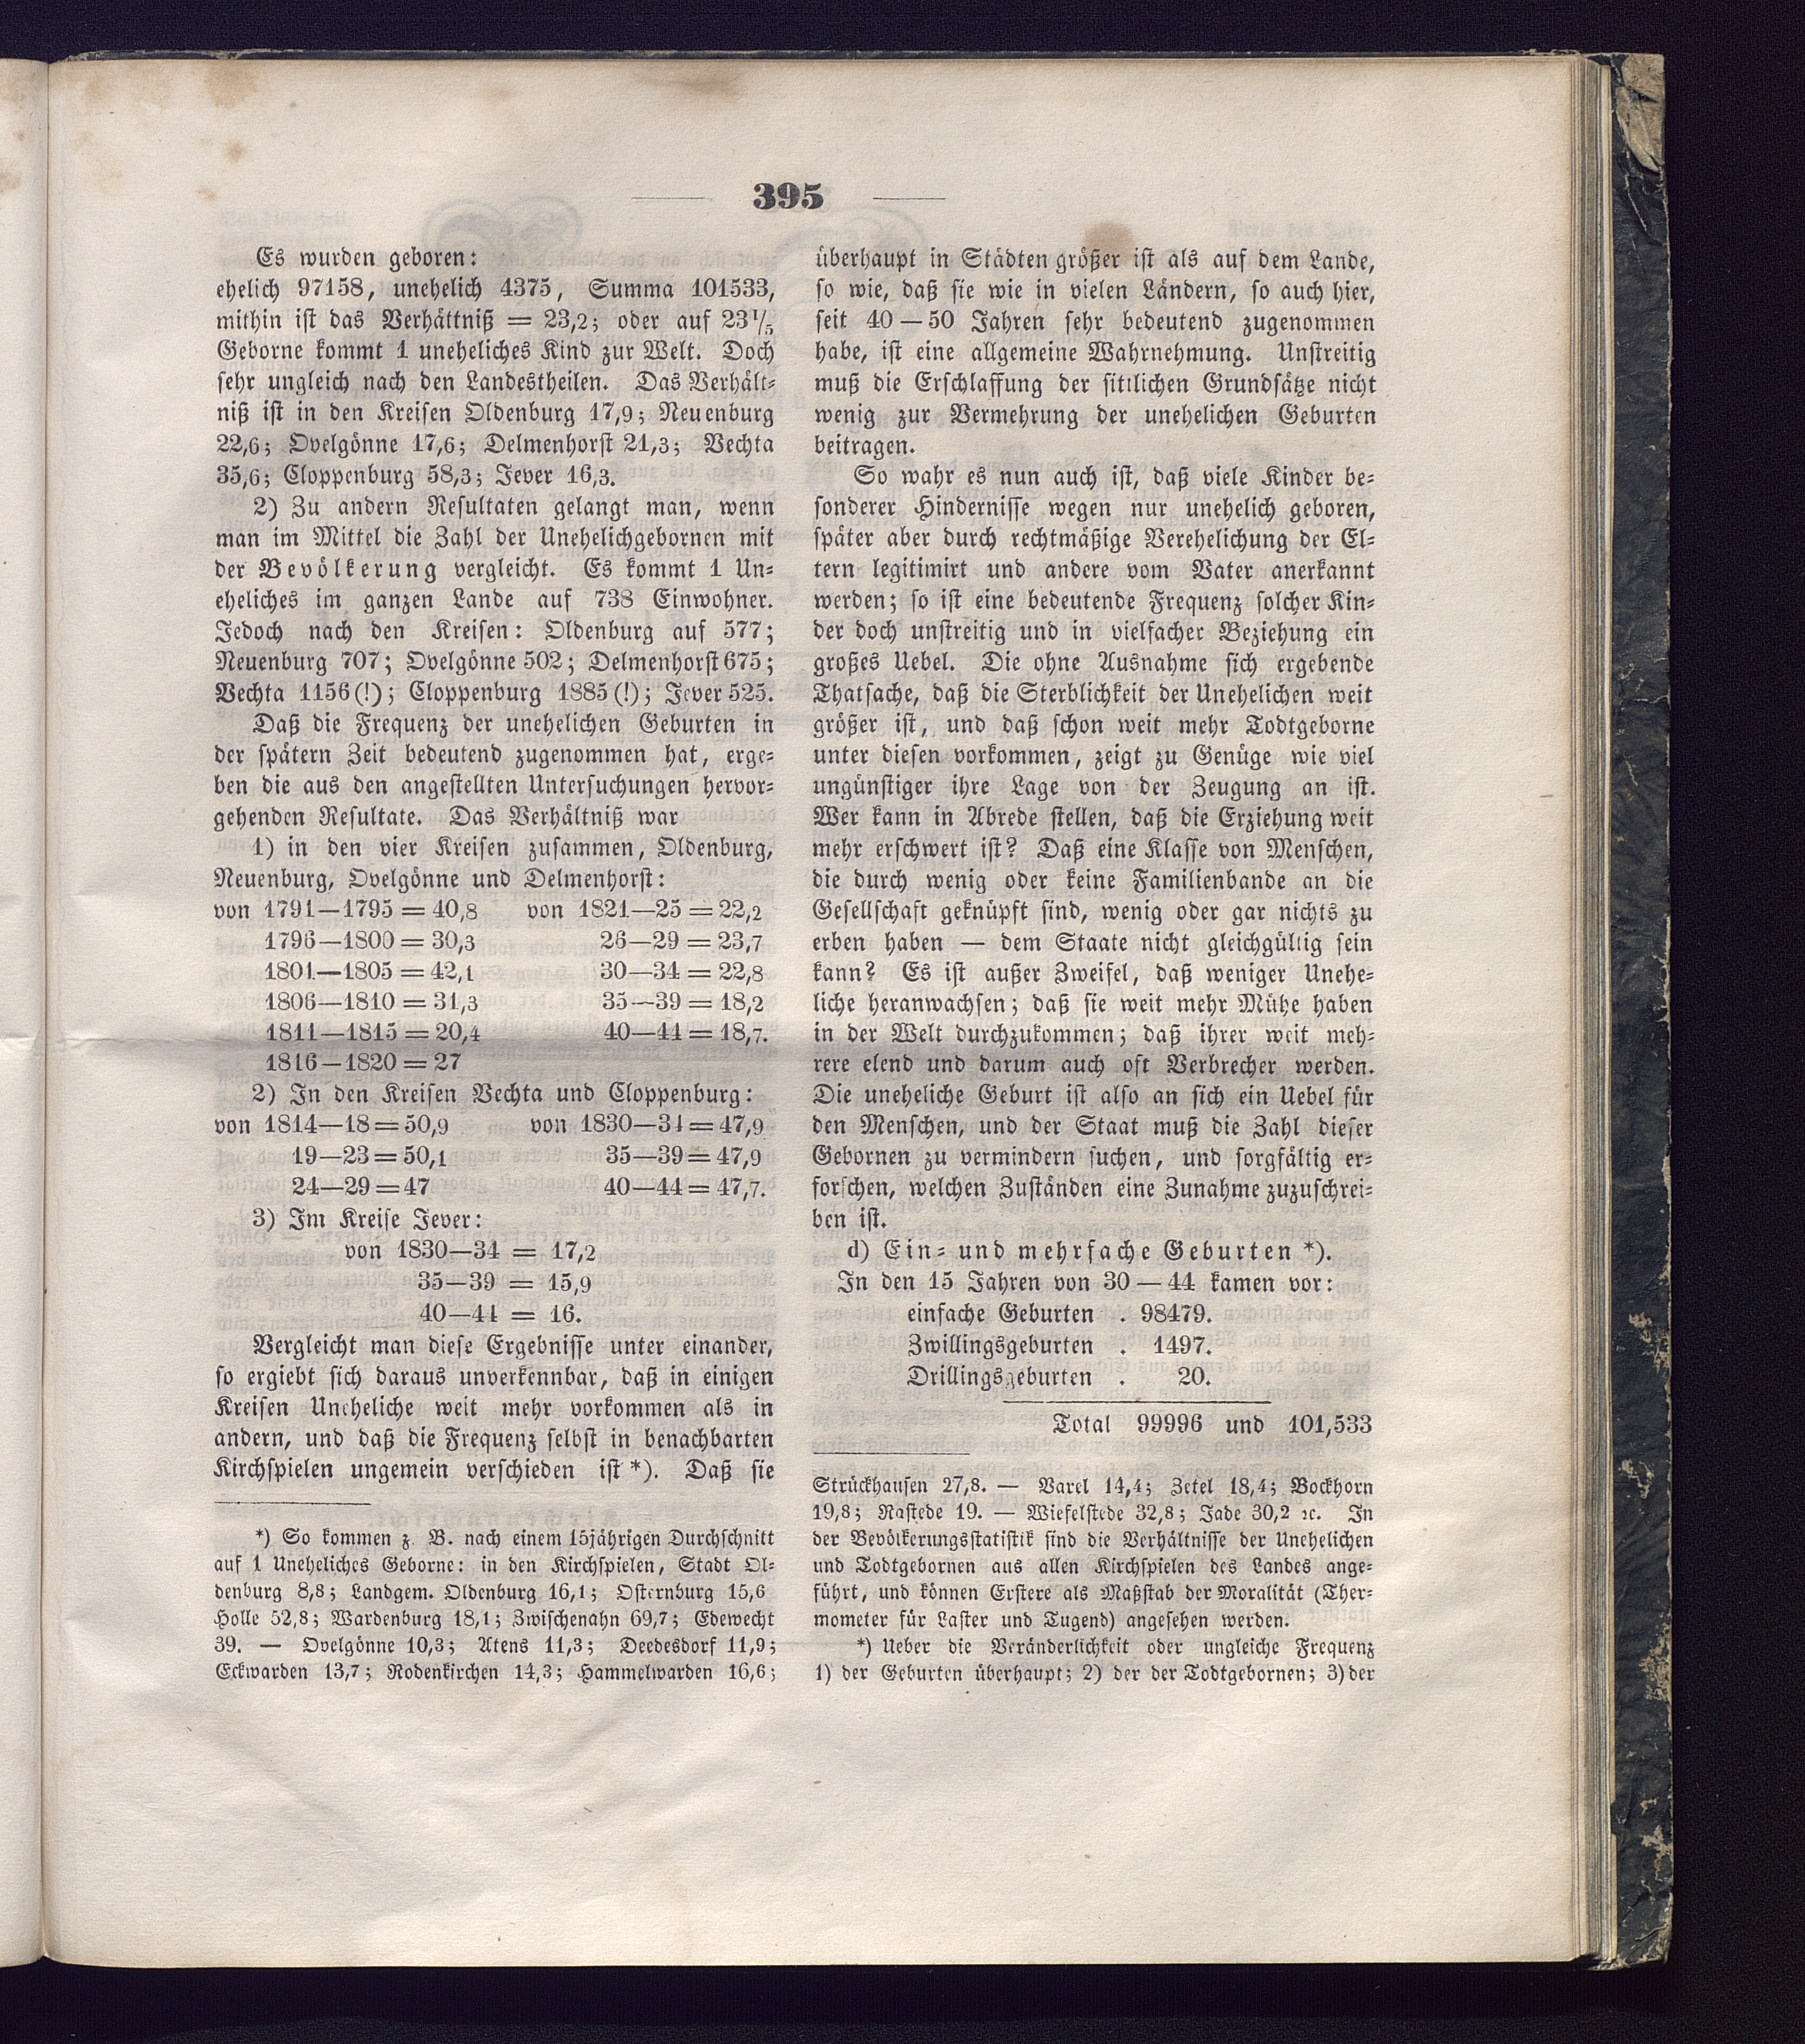 395
Es wurden geboren:
ehelich 97158, unehelich 4375, Summa 101533,
mithin ist das Verhättniß = 23,2; oder auf 23 1/5
Geborne kommt 1 uneheliches Kind zur Welt. Doch
sehr ungleich nach den Landestheilen. Das Verhält-
niß ist in den Kreisen Oldenburg 17,9; Neuenburg
22,6; Ovelgönne 17,6; Delmenhorst 21,3; Vechta
35,6; Cloppenburg 58,3; Jever 16,3.
2) Zu andern Resultaten gelangt man, wenn
man im Mittel die Zahl der Unehelichgebornen mit
der Bevölkerung vergleicht. Es kommt 1 Un-
eheliches im ganzen Lande auf 738 Einwohner.
Jedoch nach den Kreisen: Oldenburg auf 577;
Neuenburg 707; Ovelgönne 502; Delmenhorst 675;
Vechta 1156 (!); Cloppenburg 1885 (!); Jever 525.
Daß die Frequenz der unehelichen Geburten in
der spätern Zeit bedeutend zugenommen hat, erge-
ben die aus den angestellten Untersuchungen hervor-
gehenden Resultate. Das Verhältniß war
1) in den vier Kreisen zusammen, Oldenburg,
Neuenburg, Ovelgönne und Delmenhorst:
von 1791—1795 = 40,8 von 1821—25 = 22,2
1796—1800 = 30,3 26—29 = 23,7
1801—1805 = 42,1 30—34 = 22,8
1806—1810 = 31,3 35—39 = 18,2
1811—1815 = 20,4 40—44 = 18,7.
1816—1820 = 27
2) In den Kreisen Vechta und Cloppenburg:
von 1814—18 = 50,9 von 1830—34 = 47,9
19—23 = 50,1 35—39 = 47,9
24—29 = 47 40—44 = 47,7.
3) Im Kreise Jever:
von 1830—34 = 17,2
35—39 = 15,9
40—44 = 16.
Vergleicht man diese Ergebnisse unter einander,
so ergiebt sich daraus unverkennbar, daß in einigen
Kreisen Uneheliche weit mehr vorkommen als in
andern, und daß die Frequenz selbst in benachbarten
Kirchspielen ungemein verschieden ist *). Daß sie
*) So kommen z. B. nach einem 15jährigen Durchschnitt
auf 1 Uneheliches Geborne: in den Kirchspielen, Stadt Ol-
denburg 8,8; Landgem. Oldenburg 16,1; Osternburg 15,6
Holle 52,8; Wardenburg 18,1; Zwischenahn 69,7; Edewecht
39. — Ovelgönne 10,3; Atens 11,3; Deedesdorf 11,9;
Eckwarden 13,7; Rodenkirchen 14,3; Hammelwarden 16,6;
überhaupt in Städten größer ist als auf dem Lande,
so wie, daß sie wie in vielen Ländern, so auch hier,
seit 40—50 Jahren sehr bedeutend zugenommen
habe, ist eine allgemeine Wahrnehmung. Unstreitig
muß die Erschlaffung der sittlichen Grundsätze nicht
wenig zur Vermehrung der unehelichen Geburten
beitragen.
So wahr es nun auch ist, daß viele Kinder be-
sonderer Hindernisse wegen nur unehelich geboren,
später aber durch rechtmäßige Verehelichung der El-
tern legitimirt und andere vom Vater anerkannt
werden; so ist eine bedeutende Frequenz solcher Kin-
der doch unstreitig und in vielfacher Beziehung ein
großes Uebel. Die ohne Ausnahme sich ergebende
Thatsache, daß die Sterblichkeit der Unehelichen weit
größer ist, und daß schon weit mehr Todtgeborne
unter diesen vorkommen, zeigt zu Genüge wie viel
ungünstiger ihre Lage von der Zeugung an ist.
Wer kann in Abrede stellen, daß die Erziehung weit
mehr erschwert ist? Daß eine Klasse von Menschen,
die durch wenig oder keine Familienbande an die
Gesellschaft geknüpft sind, wenig oder gar nichts zu
erben haben — dem Staate nicht gleichgültig sein
kann? Es ist außer Zweifel, daß weniger Unehe-
liche heranwachsen; daß sie weit mehr Mühe haben
in der Welt durchzukommen; daß ihrer weit meh-
rere elend und darum auch oft Verbrecher werden.
Die uneheliche Geburt ist also an sich ein Uebel für
den Menschen, und der Staat muß die Zahl dieser
Gebornen zu vermindern suchen, und sorgfältig er-
forschen, welchen Zuständen eine Zunahme zuzuschrei-
ben ist.
d) Ein- und mehrfache Geburten *).
In den 15 Jahren von 30—44 kamen vor:
einfache Geburten . 98479.
Zwillingsgeburten . 1497.
Drillingsgeburten . 20.
Total 99996 und 101,533
Strückhausen 27,8. — Varel 14,4; Zetel 18,4; Bockhorn
19,8; Rastede 19. — Wiefelstede 32,8; Jade 30,2 ꝛc. In
der Bevölkerungsstatistik sind die Verhältnisse der Unehelichen
und Todtgebornen aus allen Kirchspielen des Landes ange-
führt, und können Erstere als Maßstab der Moralität (Ther-
mometer für Laster und Tugend) angesehen werden.
*) Ueber die Veränderlichkeit oder ungleiche Frequenz
1) der Geburten überhaupt; 2) der der Todtgebornen; 3) der